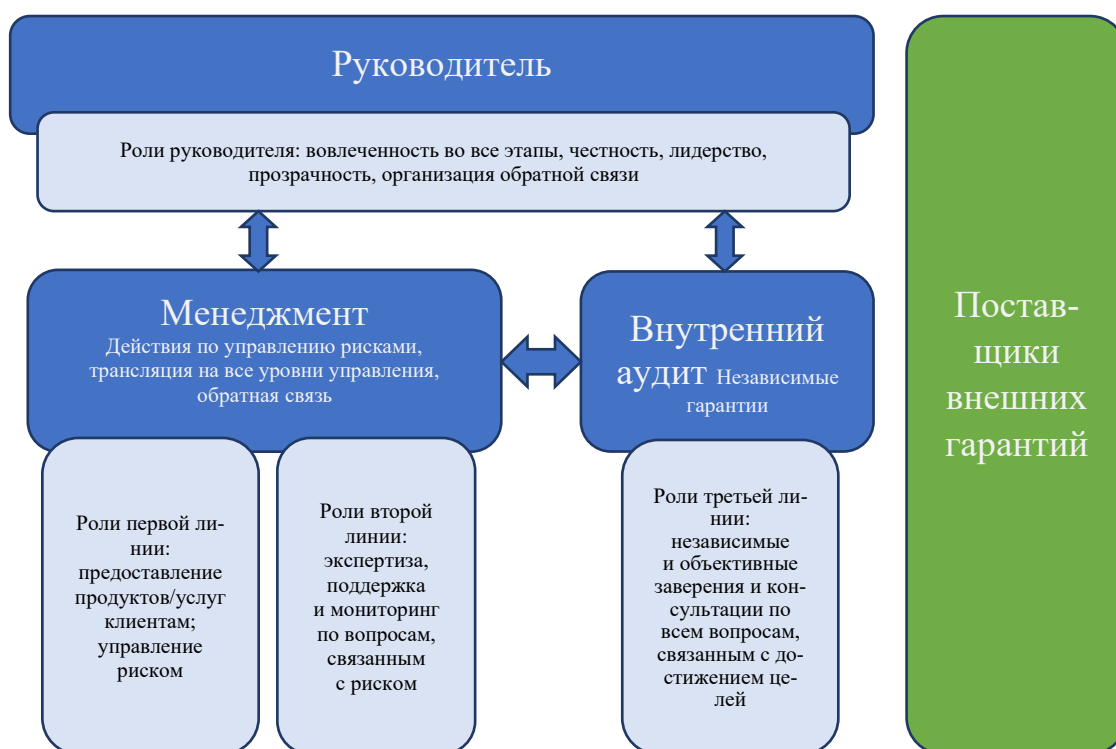 Руководитель
Роли руководителя: вовлеченность во все этапы, честность, лидерство,
прозрачность, организация обратной связи
Менеджмент
Действия по управлению рисками,
трансляция на все уровни управления,
обратная связь
Внутренний
аудит Независимые
гарантии
Роли первой ли-
нии:
предоставление
продуктов/услуг
клиентам;
управление
риском
Роли второй
линии:
экспертиза,
поддержка
и мониторинг
по вопросам,
связанным
с риском
Роли третьей ли-
нии:
независимые
и объективные
заверения и кон-
сультации по
всем вопросам,
связанным с до-
стижением це-
лей
Постав-
щики
внешних
гарантий